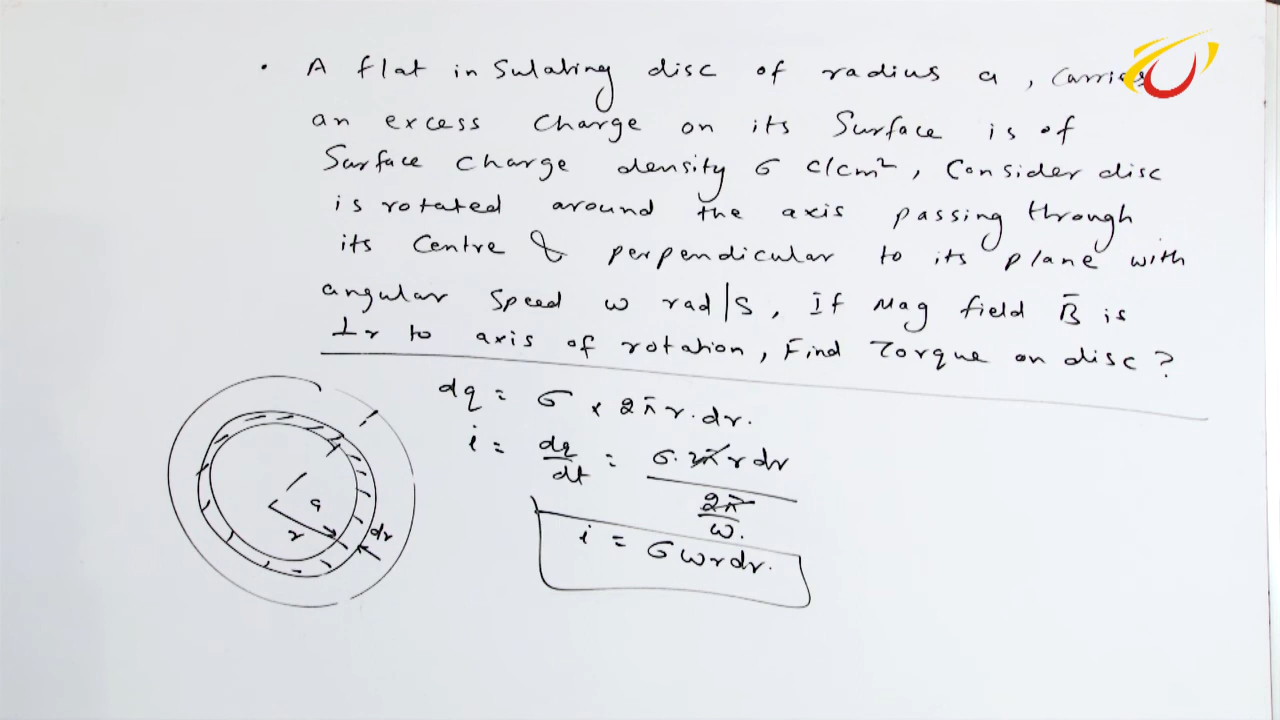 • A flat insulating disc of radius a, carries
an excess charge on its surface is of
surface charge density σ c/cm², Consider disc
is rotated around the axis passing through
its Centre & perpendicular to its plane with
angular speed ω rad/s, If Mag field B̄ is
⊥r to axis of rotation, Find Torque on disc?
dq = σ × 2πr.dr.
i = dq/dt = σ.2πrdr / (2π/ω).
i = σωrdr.
a
r
dr